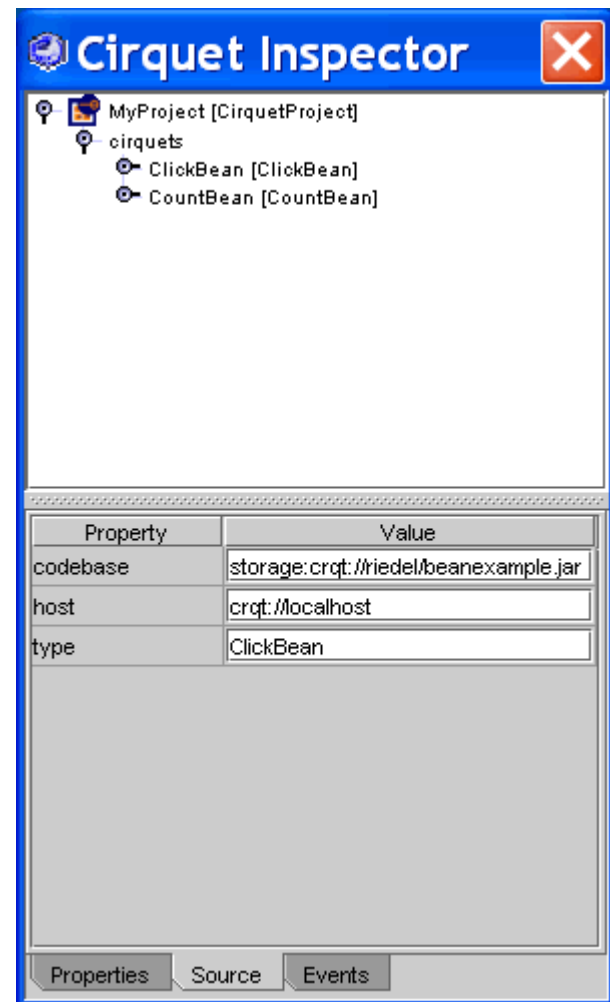 Cirquet Inspector
MyProject [CirquetProject]
cirquets
ClickBean [ClickBean]
CountBean [CountBean]
Property Value
codebase storage:crqt://riedel/beanexample.jar
host crqt://localhost
type ClickBean
Properties Source Events